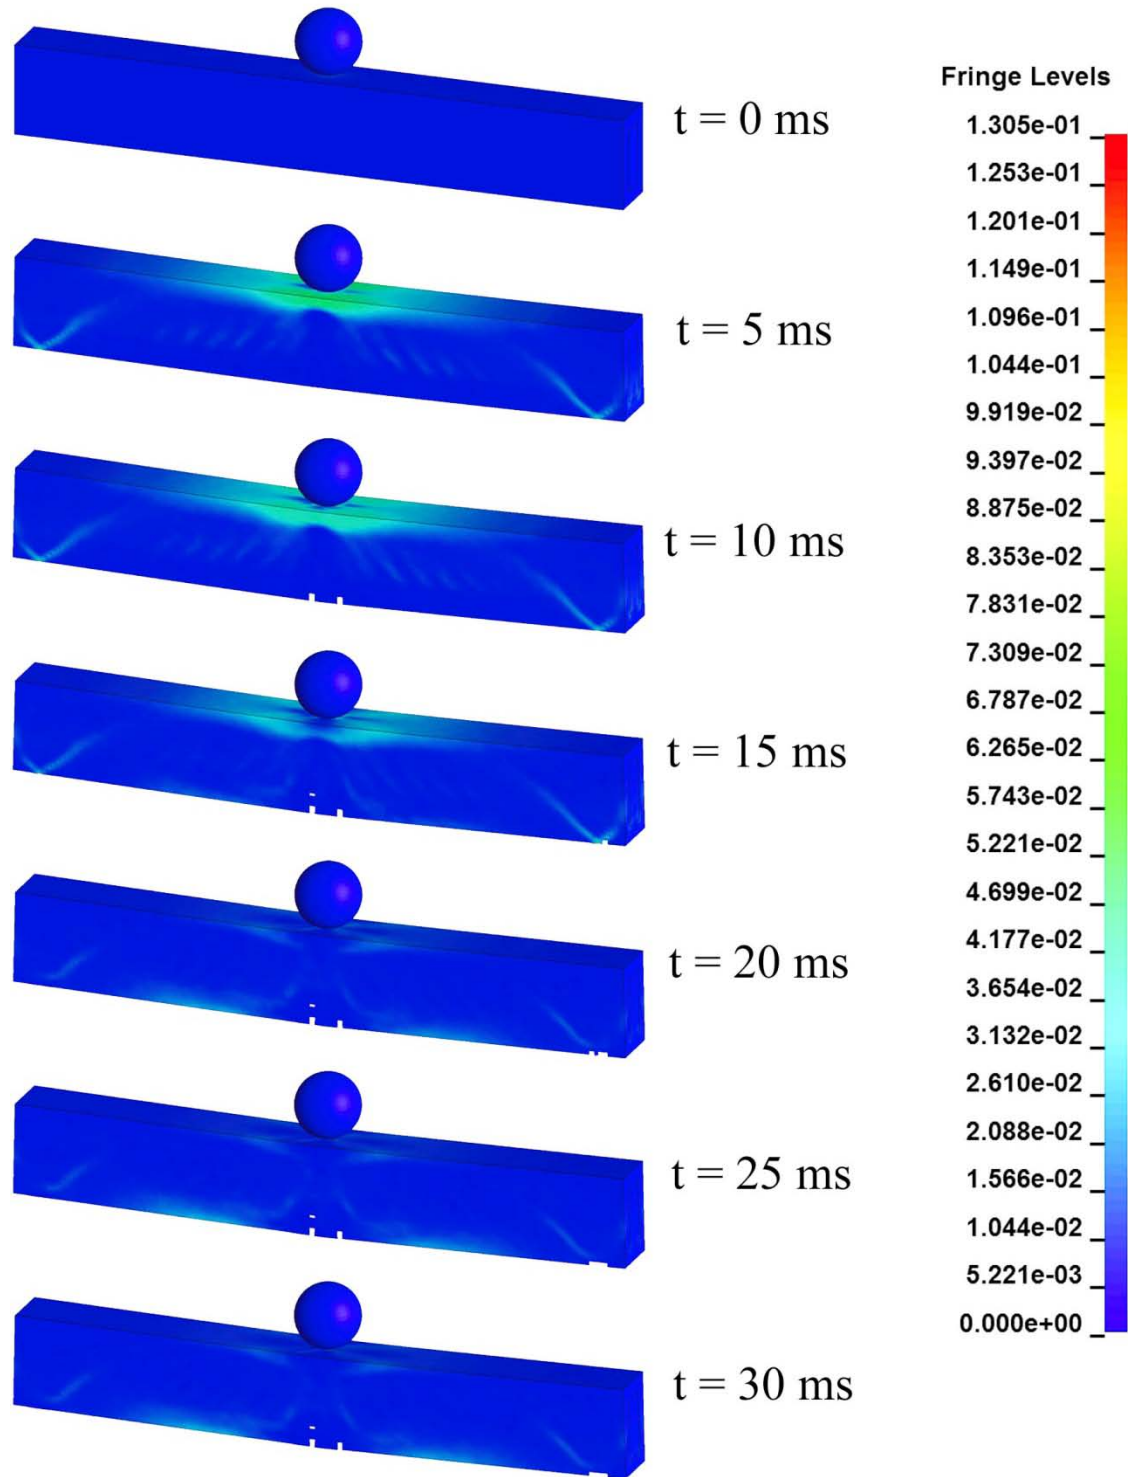 t = 0 ms
t = 5 ms
t = 10 ms
t = 15 ms
t = 20 ms
t = 25 ms
t = 30 ms
Fringe Levels
1.305e-01
1.253e-01
1.201e-01
1.149e-01
1.096e-01
1.044e-01
9.919e-02
9.397e-02
8.875e-02
8.353e-02
7.831e-02
7.309e-02
6.787e-02
6.265e-02
5.743e-02
5.221e-02
4.699e-02
4.177e-02
3.654e-02
3.132e-02
2.610e-02
2.088e-02
1.566e-02
1.044e-02
5.221e-03
0.000e+00